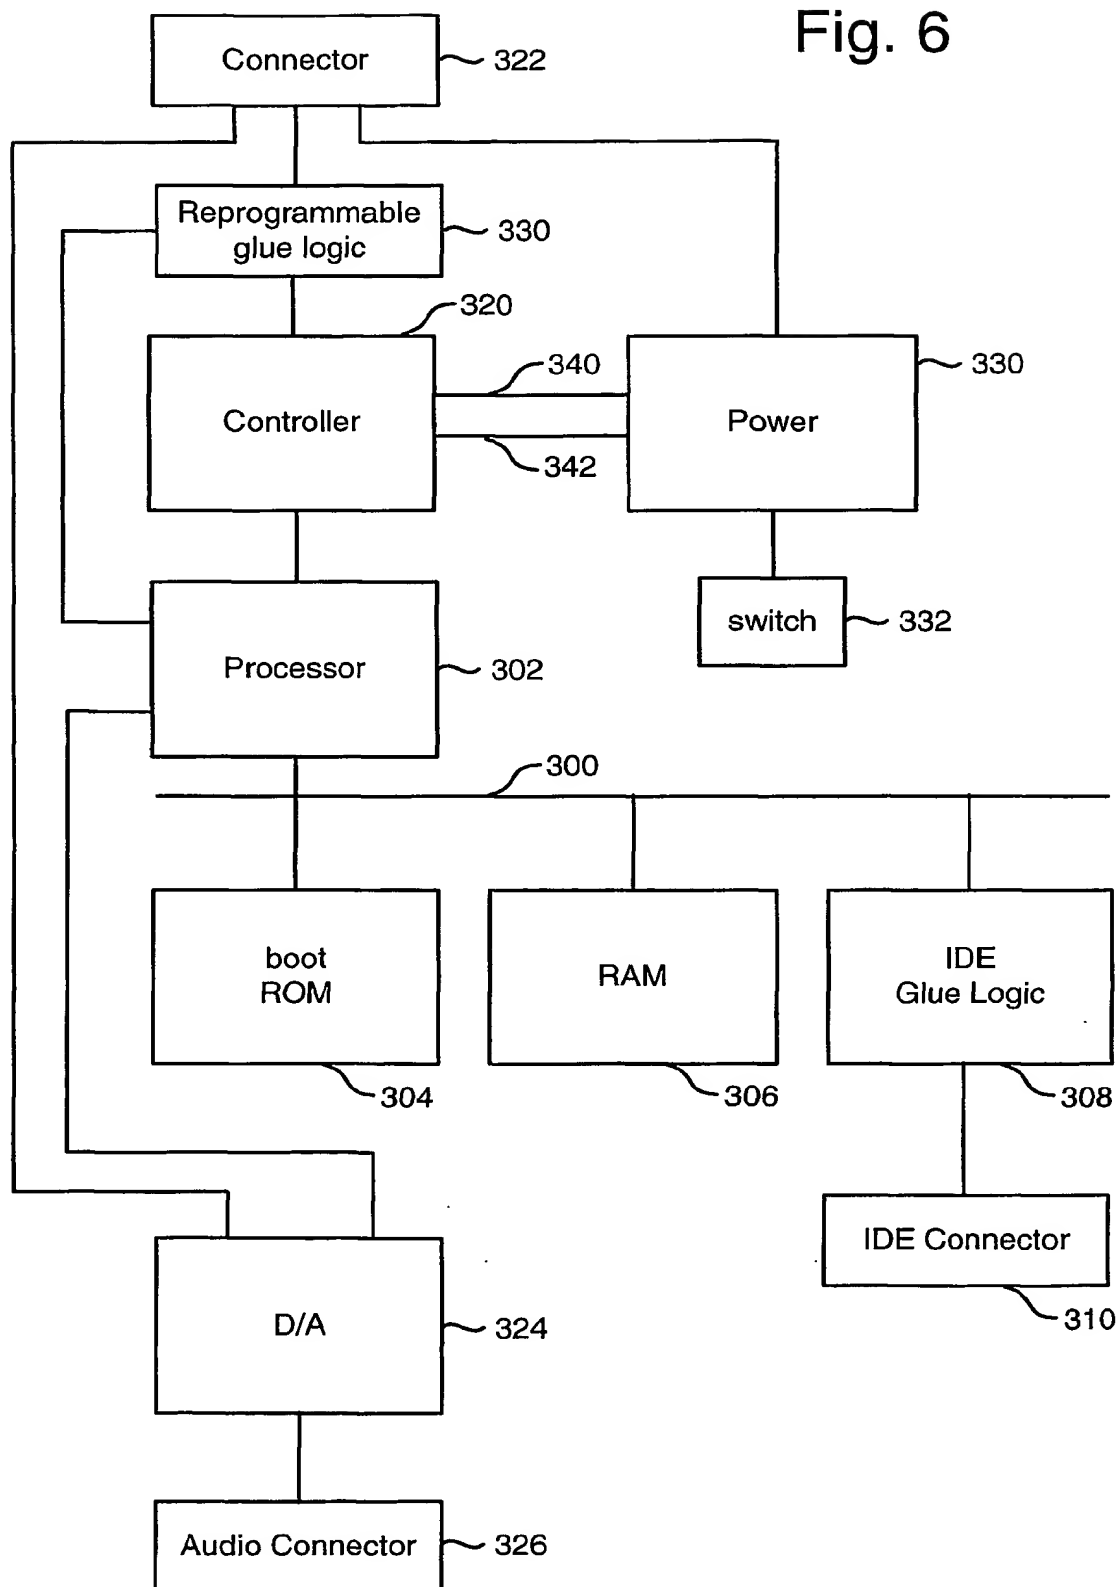 Fig. 6
Connector
322
Reprogrammable
glue logic
330
320
Controller
340
342
Power
330
switch
332
Processor
302
300
boot
ROM
304
RAM
306
IDE
Glue Logic
308
IDE Connector
310
D/A
324
Audio Connector
326